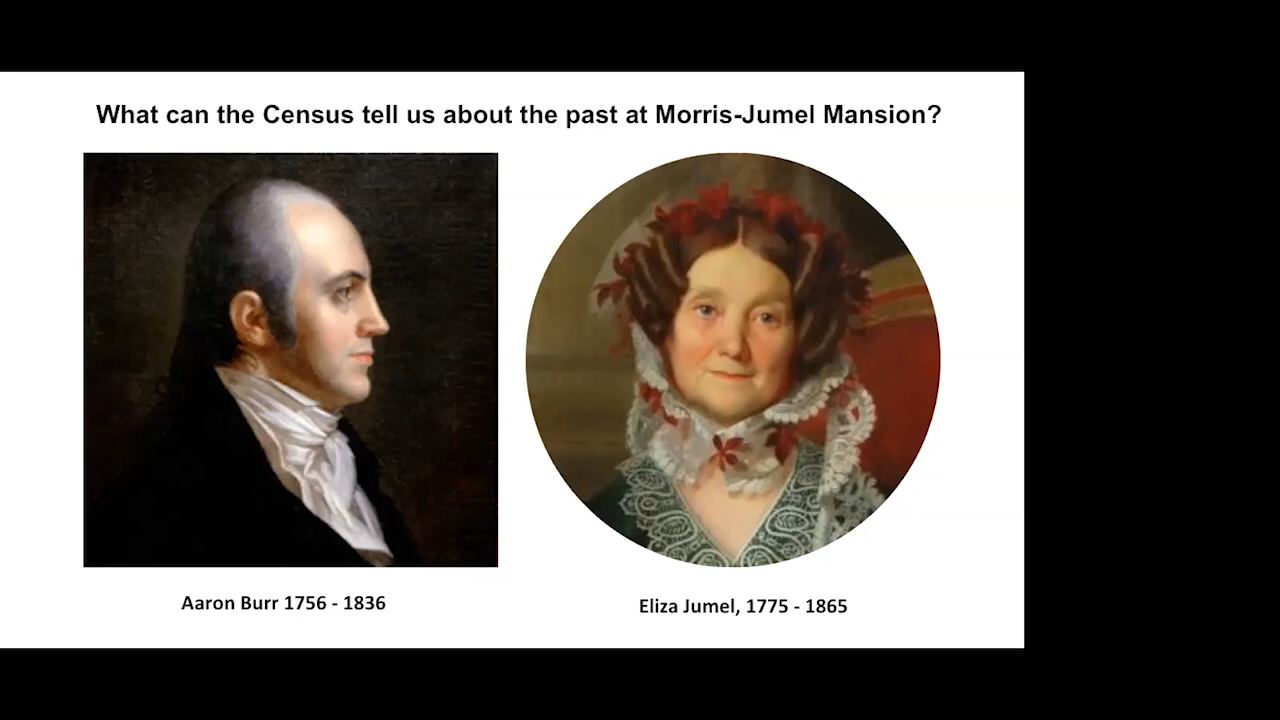 What can the Census tell us about the past at Morris-Jumel Mansion?
Aaron Burr 1756 - 1836
Eliza Jumel, 1775 - 1865